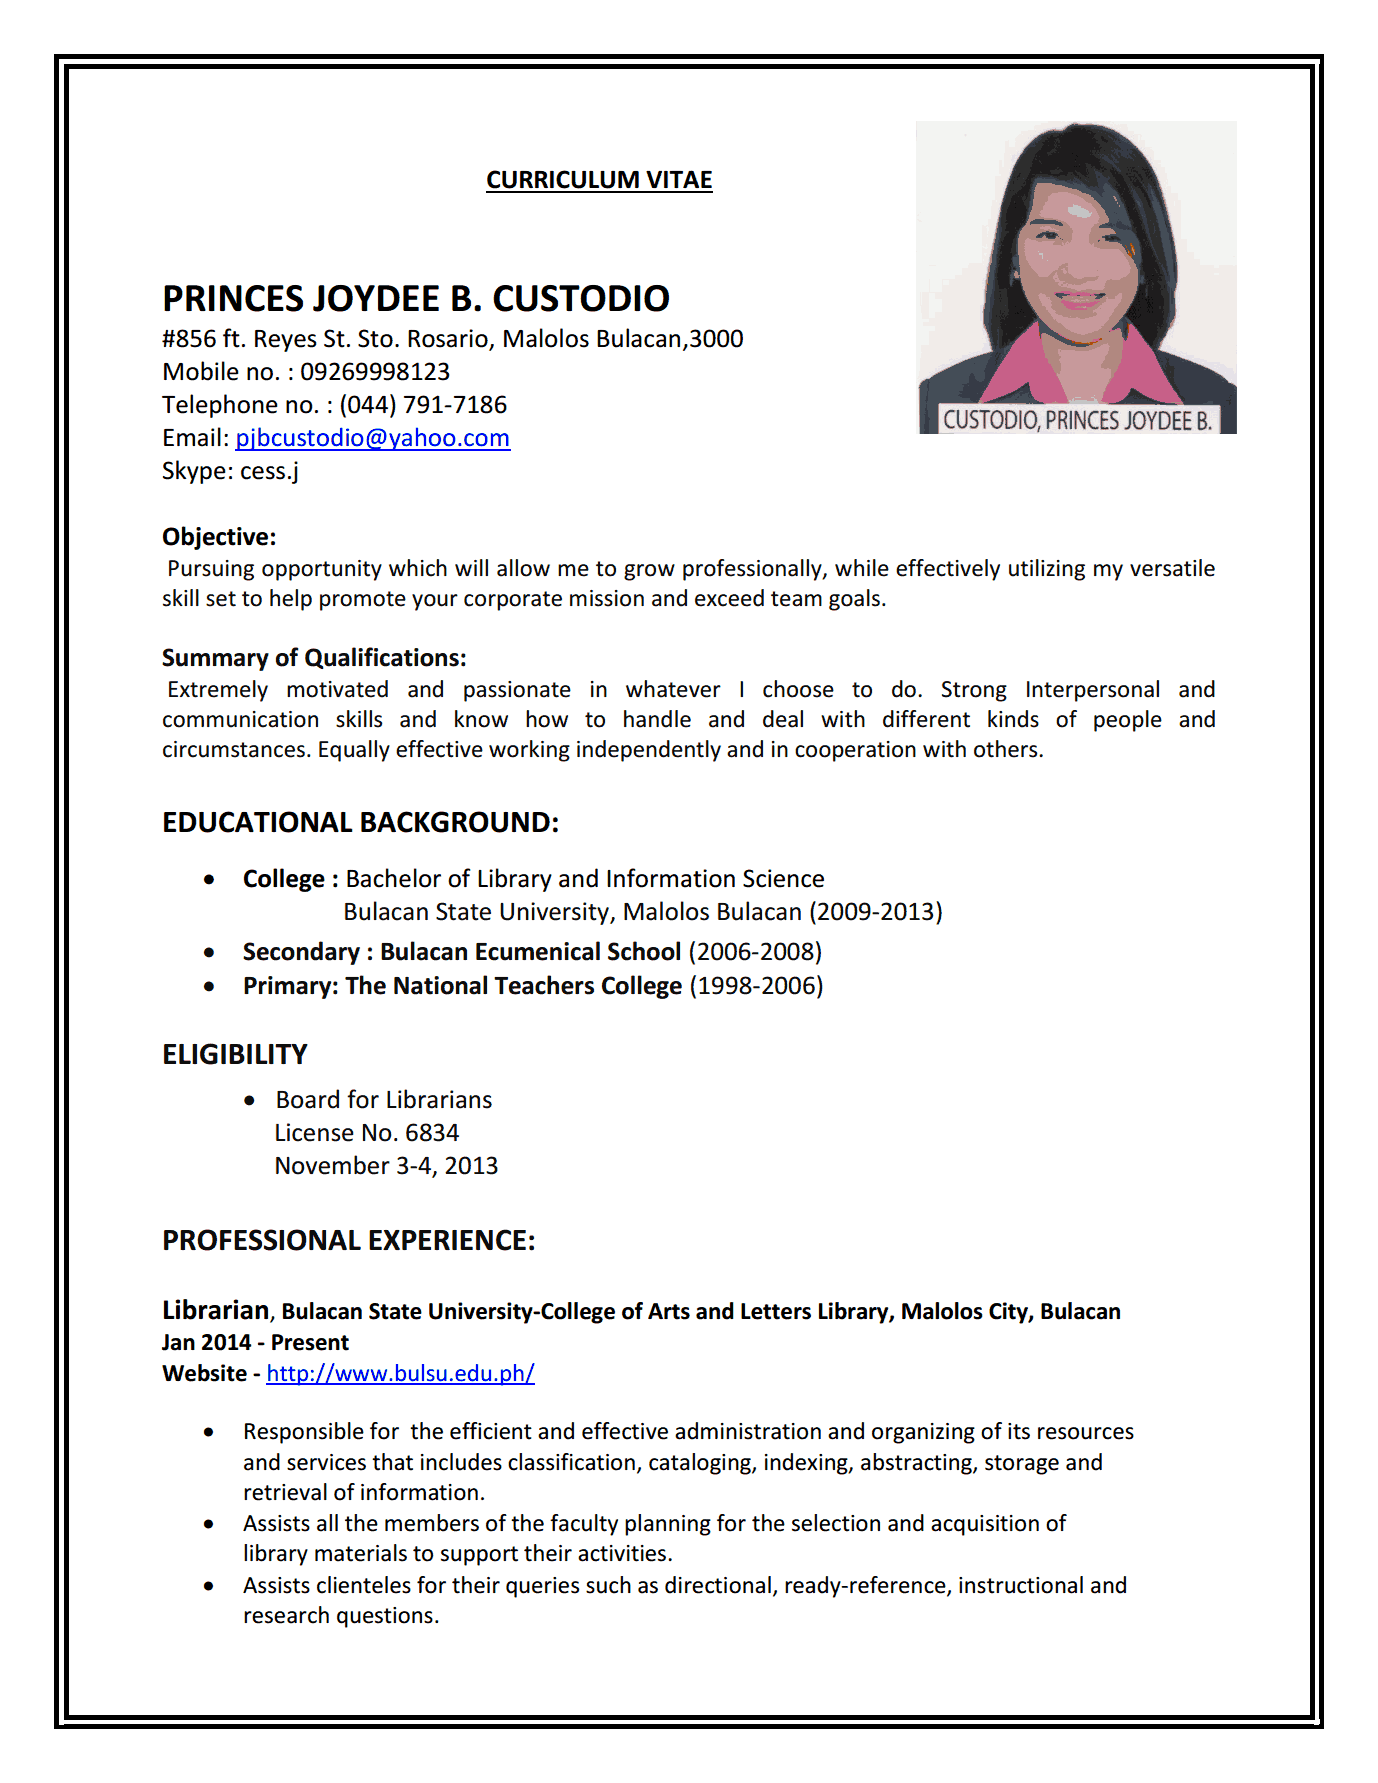 CURRICULUM VITAE
PRINCES JOYDEE B. CUSTODIO
#856 ft. Reyes St. Sto. Rosario, Malolos Bulacan,3000
Mobile no. : 09269998123
Telephone no. : (044) 791-7186
Email: pjbcustodio@yahoo.com
Skype: cess.j
CUSTODIO, PRINCES JOYDEE B.
Objective:
Pursuing opportunity which will allow me to grow professionally, while effectively utilizing my versatile
skill set to help promote your corporate mission and exceed team goals.
Summary of Qualifications:
Extremely motivated and passionate in whatever I choose to do. Strong Interpersonal and
communication skills and know how to handle and deal with different kinds of people and
circumstances. Equally effective working independently and in cooperation with others.
EDUCATIONAL BACKGROUND:
• College : Bachelor of Library and Information Science
Bulacan State University, Malolos Bulacan (2009-2013)
• Secondary : Bulacan Ecumenical School (2006-2008)
• Primary: The National Teachers College (1998-2006)
ELIGIBILITY
• Board for Librarians
License No. 6834
November 3-4, 2013
PROFESSIONAL EXPERIENCE:
Librarian, Bulacan State University-College of Arts and Letters Library, Malolos City, Bulacan
Jan 2014 - Present
Website - http://www.bulsu.edu.ph/
• Responsible for the efficient and effective administration and organizing of its resources
and services that includes classification, cataloging, indexing, abstracting, storage and
retrieval of information.
• Assists all the members of the faculty planning for the selection and acquisition of
library materials to support their activities.
• Assists clienteles for their queries such as directional, ready-reference, instructional and
research questions.